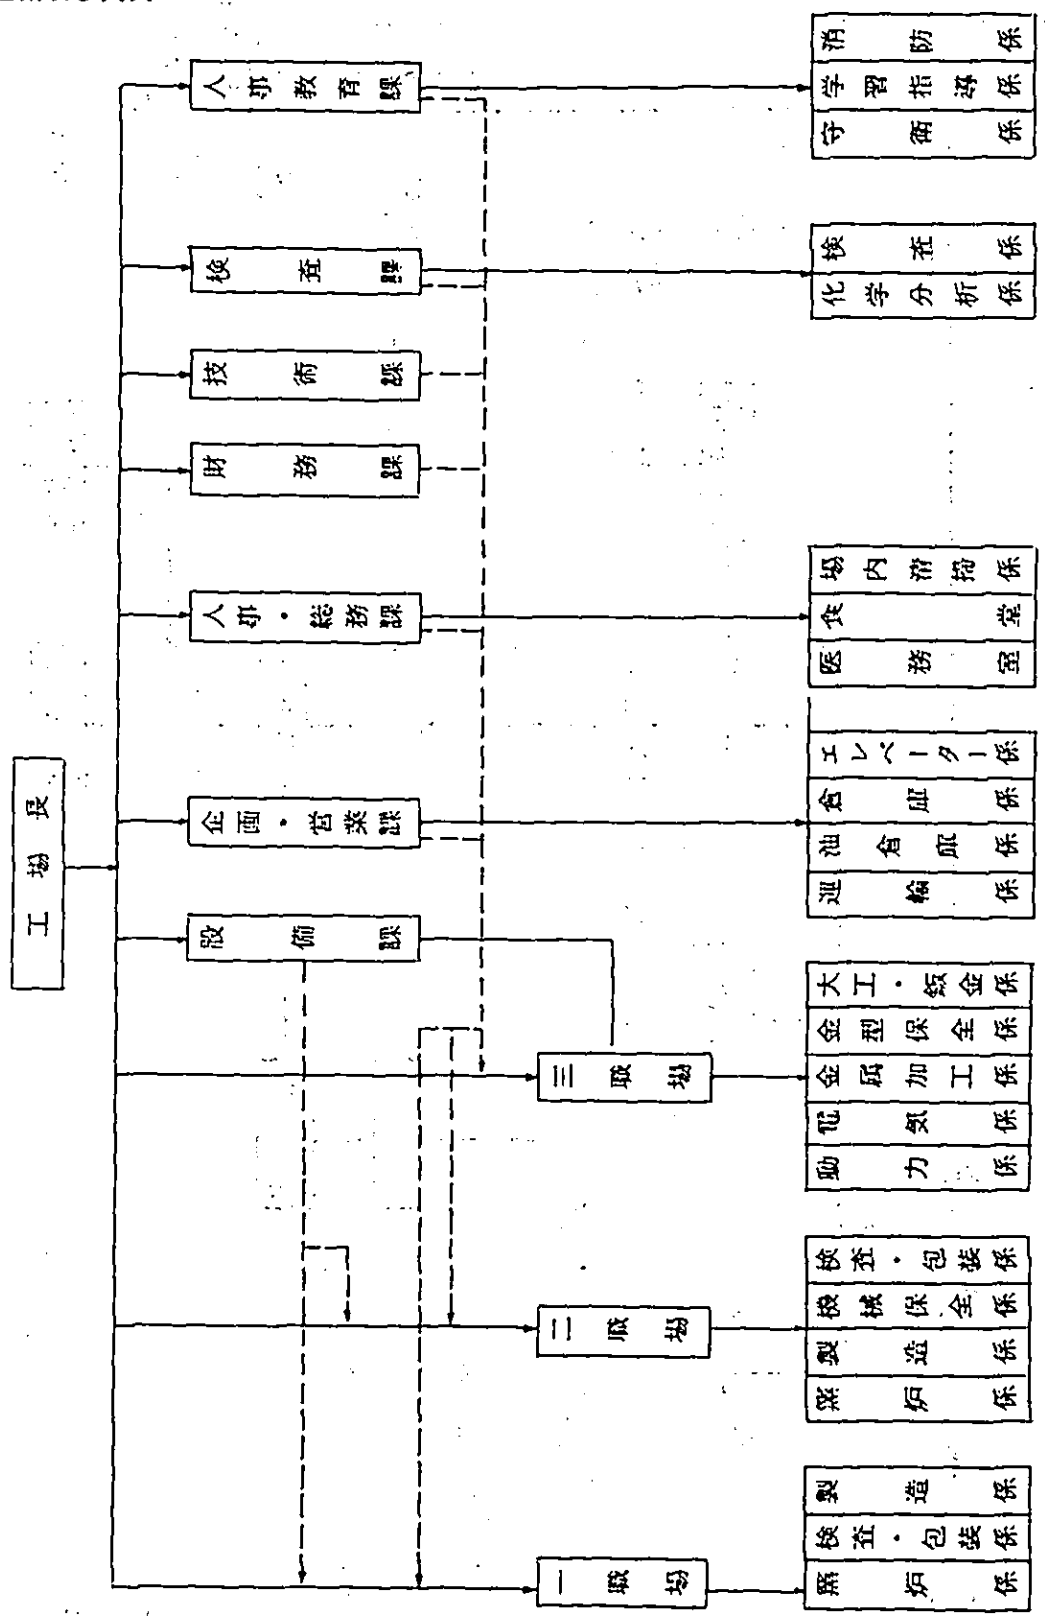 工場長
人事教育課
検査課
技術課
財務課
人事・総務課
企画・営業課
設備課
三職場
二職場
一職場
消防係
学習指導係
守衛係
検査係
化学分析係
場内清掃係
食堂
医務室
エレベーター係
倉庫係
油倉庫係
運輸係
大工・鈑金係
金型保全係
金属加工係
電気係
動力係
検査・包装係
機械保全係
製造係
窯炉係
製造係
検査・包装係
窯炉係